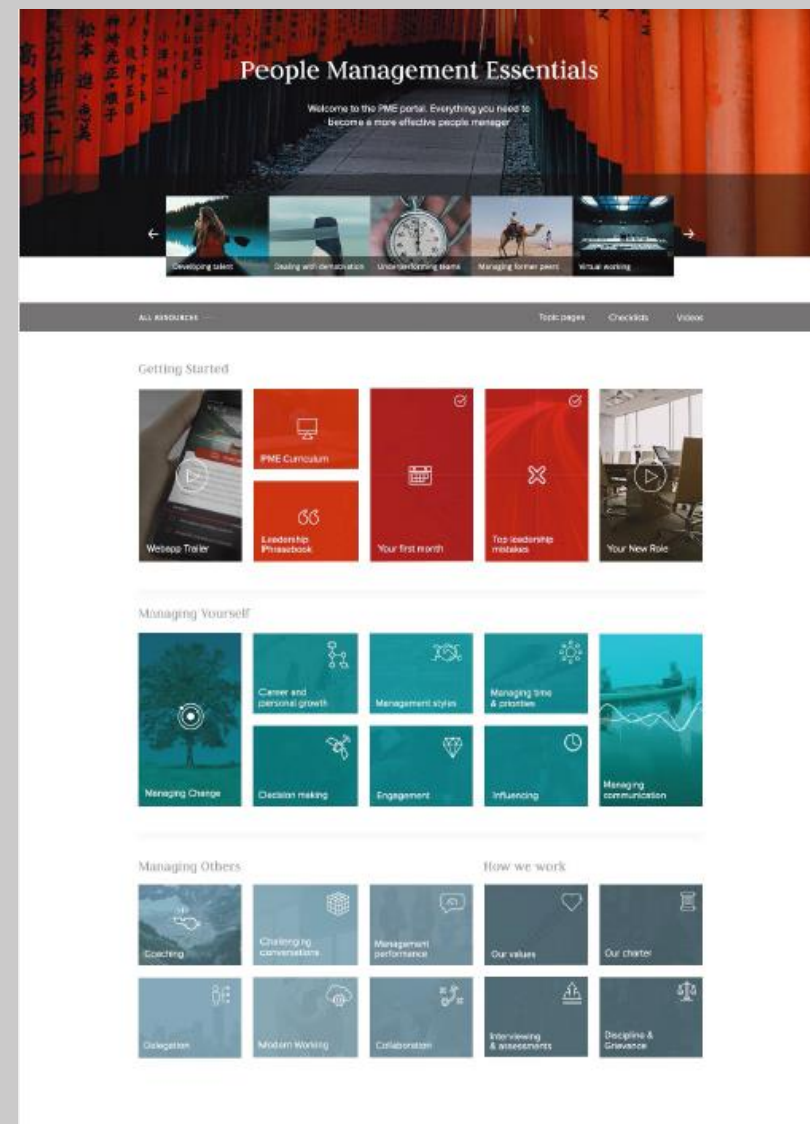 People Management Essentials
Welcome to the PME portal. Everything you need to
become a more effective people manager
Developing talent
Dealing with demotivation
Underperforming teams
Managing former peers
Virtual working
ALL RESOURCES
Topic pages
Checklists
Videos
Getting Started
Webapp Trailer
PME Curriculum
Leadership
Phrasebook
Your first month
Top leadership
mistakes
Your New Role
Managing Yourself
Managing Change
Career and
personal growth
Management styles
Managing time
& priorities
Decision making
Engagement
Influencing
Managing
communication
Managing Others
How we work
Coaching
Challenging
conversations
Management
performance
Our values
Our charter
Delegation
Modern Working
Collaboration
Interviewing
& assessments
Discipline &
Grievance